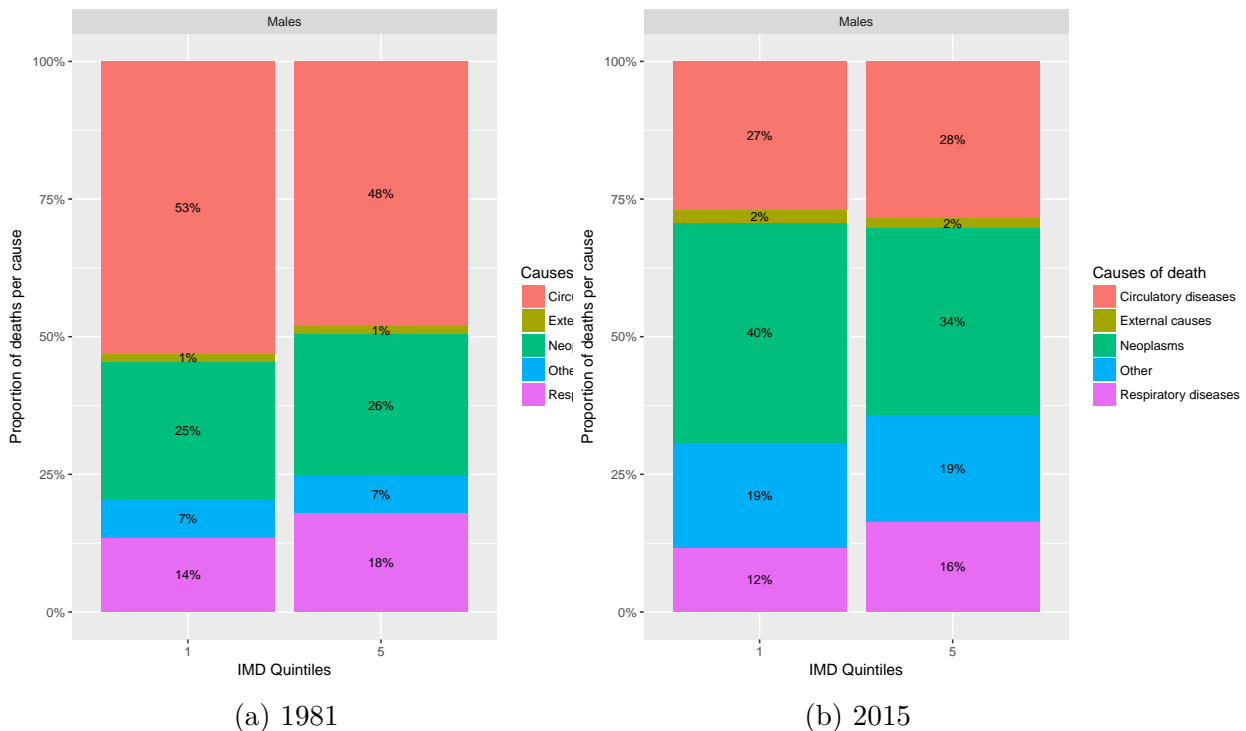 Males
100%
75%
50%
25%
0%
Proportion of deaths per cause
53%
1%
25%
7%
14%
48%
1%
26%
7%
18%
1
5
IMD Quintiles
Causes
Circ
Exte
Neop
Othe
Resp
(a) 1981
Males
100%
75%
50%
25%
0%
Proportion of deaths per cause
27%
2%
40%
19%
12%
28%
2%
34%
19%
16%
1
5
IMD Quintiles
Causes of death
Circulatory diseases
External causes
Neoplasms
Other
Respiratory diseases
(b) 2015